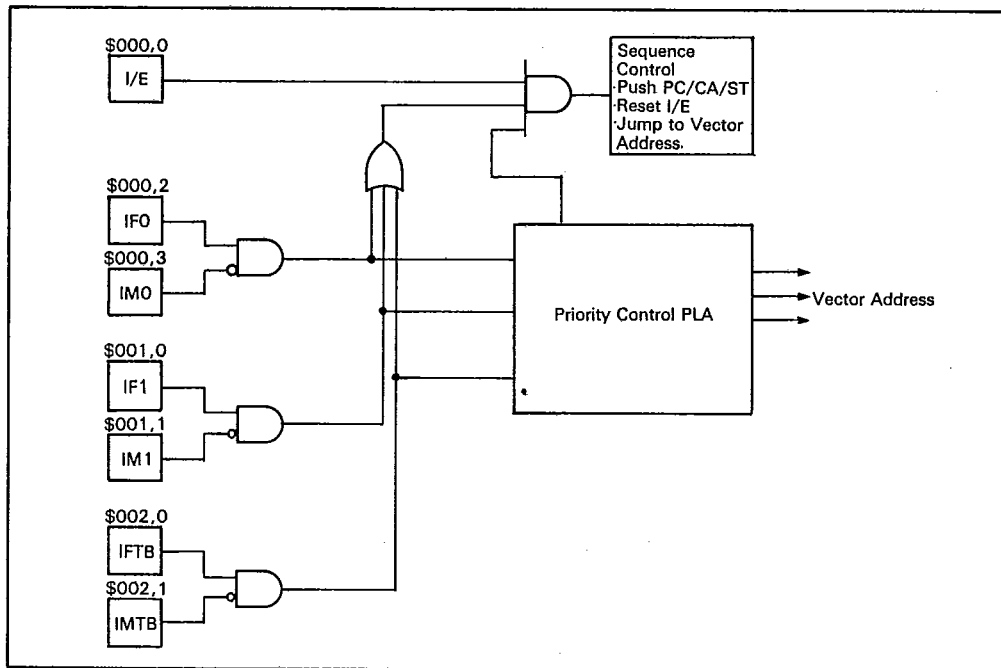 $000,0
I/E
Sequence
Control
·Push PC/CA/ST
·Reset I/E
·Jump to Vector
Address.
$000,2
IF0
$000,3
IM0
Priority Control PLA
Vector Address
$001,0
IF1
$001,1
IM1
$002,0
IFTB
$002,1
IMTB